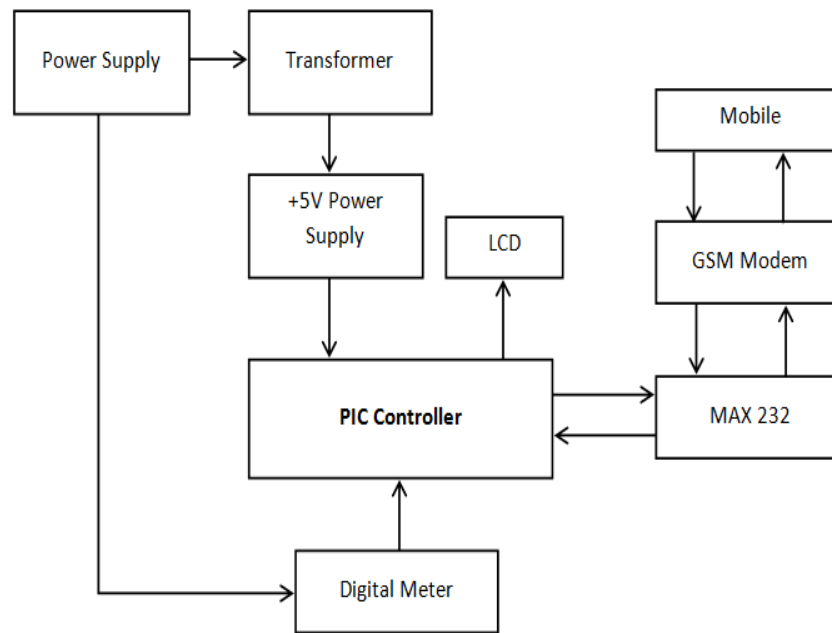 Power Supply
Transformer
Mobile
+5V Power
Supply
LCD
GSM Modem
PIC Controller
MAX 232
Digital Meter